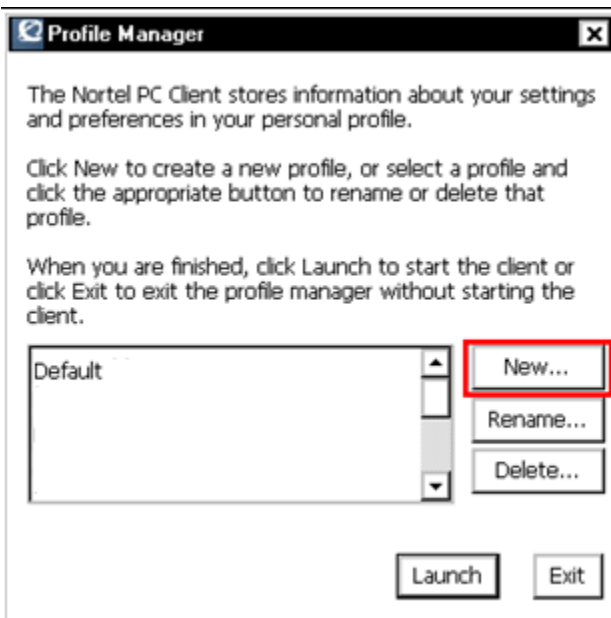 Profile Manager
The Nortel PC Client stores information about your settings
and preferences in your personal profile.
Click New to create a new profile, or select a profile and
click the appropriate button to rename or delete that
profile.
When you are finished, click Launch to start the client or
click Exit to exit the profile manager without starting the
client.
Default
New...
Rename...
Delete...
Launch
Exit